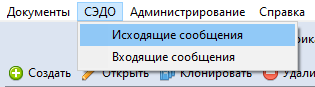 Документы СЭДО Администрирование Справка
Исходящие сообщения
Входящие сообщения
Создать Открыть Клонировать